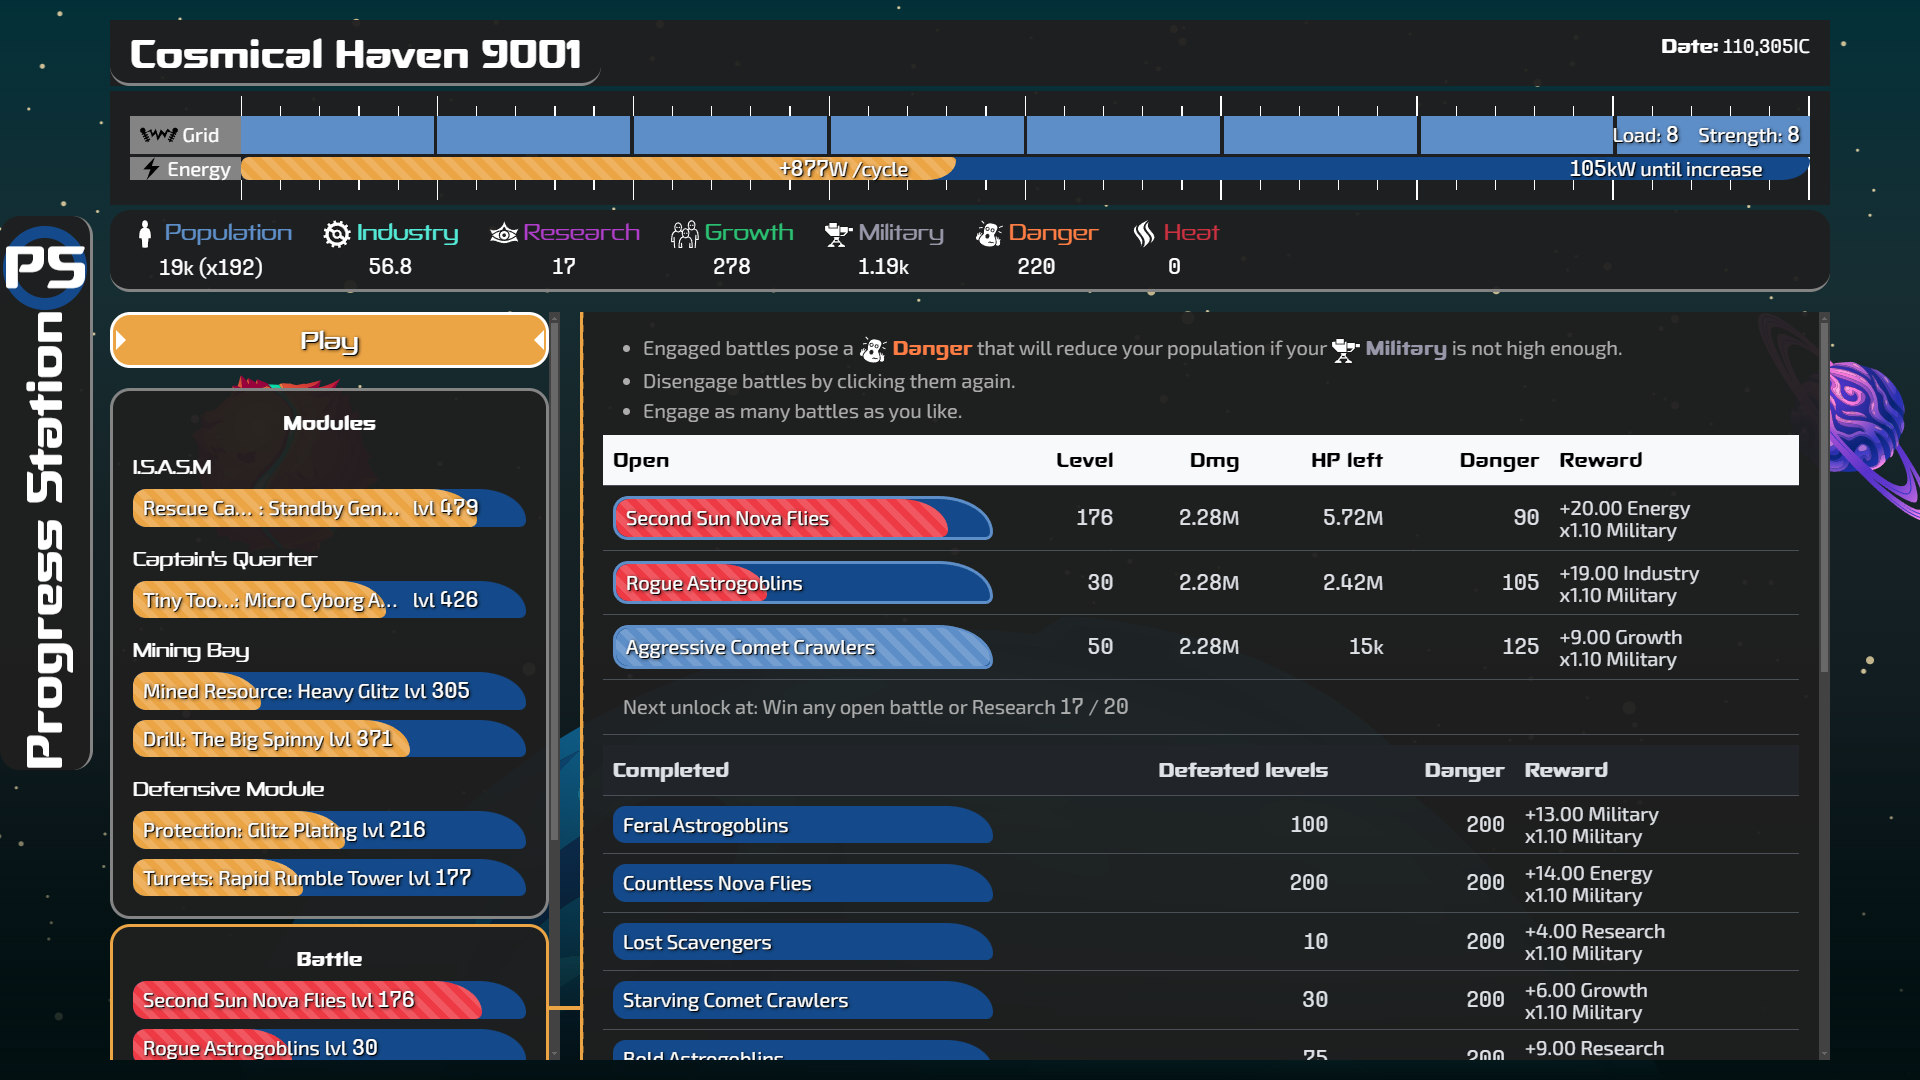 Cosmical Haven 9001
Date: 110,305IC
Grid
Load: 8 Strength: 8
Energy
+877W /cycle
105kW until increase
PS
Progress Station
Population Industry Research Growth Military Danger Heat
19k (x192) 56.8 17 278 1.19k 220 0
Play
Modules
I.S.A.S.M
Rescue Ca... : Standby Gen... lvl 479
Captain's Quarter
Tiny Too...: Micro Cyborg A... lvl 426
Mining Bay
Mined Resource: Heavy Glitz lvl 305
Drill: The Big Spinny lvl 371
Defensive Module
Protection: Glitz Plating lvl 216
Turrets: Rapid Rumble Tower lvl 177
Battle
Second Sun Nova Flies lvl 176
Rogue Astrogoblins lvl 30
Engaged battles pose a Danger that will reduce your population if your Military is not high enough.
Disengage battles by clicking them again.
Engage as many battles as you like.
Open Level Dmg HP left Danger Reward
Second Sun Nova Flies 176 2.28M 5.72M 90 +20.00 Energy
x1.10 Military
Rogue Astrogoblins 30 2.28M 2.42M 105 +19.00 Industry
x1.10 Military
Aggressive Comet Crawlers 50 2.28M 15k 125 +9.00 Growth
x1.10 Military
Next unlock at: Win any open battle or Research 17 / 20
Completed Defeated levels Danger Reward
Feral Astrogoblins 100 200 +13.00 Military
x1.10 Military
Countless Nova Flies 200 200 +14.00 Energy
x1.10 Military
Lost Scavengers 10 200 +4.00 Research
x1.10 Military
Starving Comet Crawlers 30 200 +6.00 Growth
x1.10 Military
Bold Astrogoblins 75 200 +9.00 Research